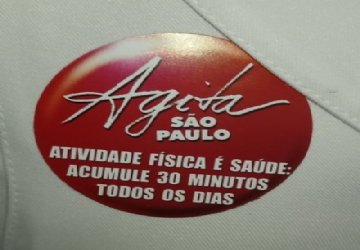 Agita
SÃO
PAULO
ATIVIDADE FÍSICA É SAÚDE:
ACUMULE 30 MINUTOS
TODOS OS DIAS